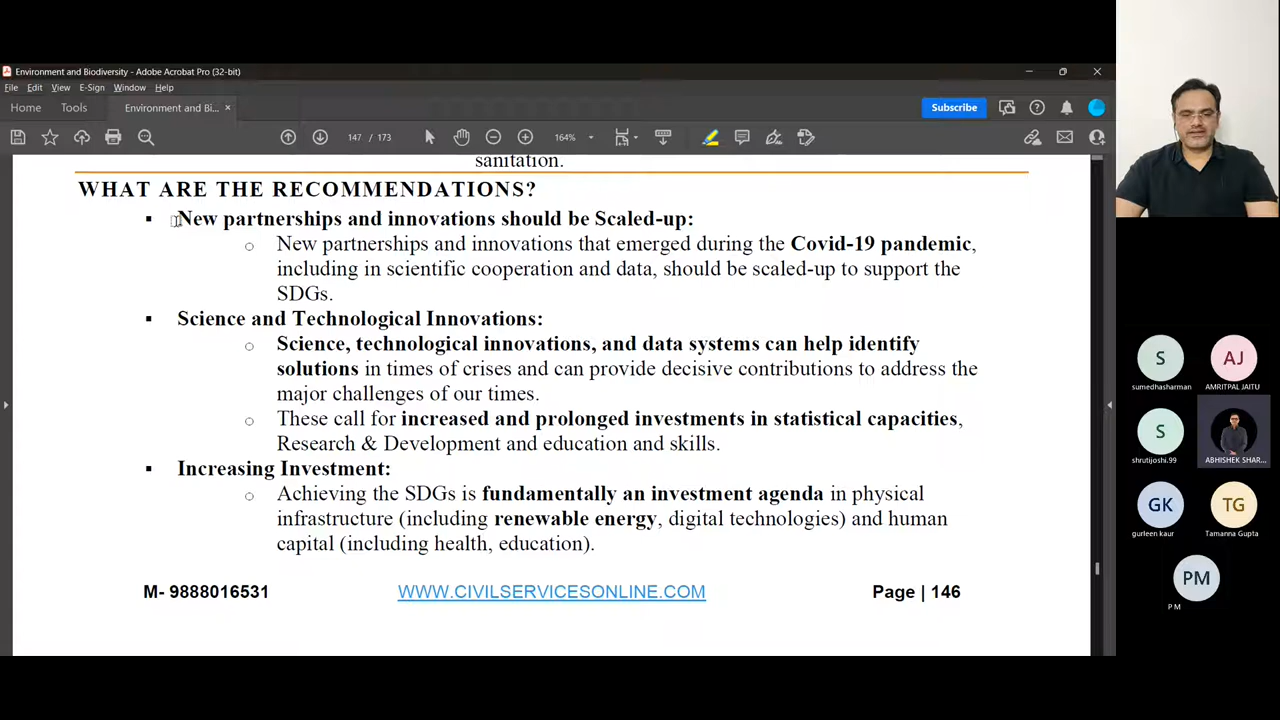 Environment and Biodiversity - Adobe Acrobat Pro (32-bit)
File Edit View E-Sign Window Help
Home Tools Environment and Bi... × Subscribe
147 / 173 164%
sanitation.
WHAT ARE THE RECOMMENDATIONS?
▪ New partnerships and innovations should be Scaled-up:
o New partnerships and innovations that emerged during the Covid-19 pandemic,
including in scientific cooperation and data, should be scaled-up to support the
SDGs.
▪ Science and Technological Innovations:
o Science, technological innovations, and data systems can help identify
solutions in times of crises and can provide decisive contributions to address the
major challenges of our times.
o These call for increased and prolonged investments in statistical capacities,
Research & Development and education and skills.
▪ Increasing Investment:
o Achieving the SDGs is fundamentally an investment agenda in physical
infrastructure (including renewable energy, digital technologies) and human
capital (including health, education).
M- 9888016531 WWW.CIVILSERVICESONLINE.COM Page | 146
S AJ
sumedhasharman AMRITPAL JAITU
S
shrutijoshi.99 ABHISHEK SHAR...
GK TG
gurleen kaur Tamanna Gupta
PM
P M